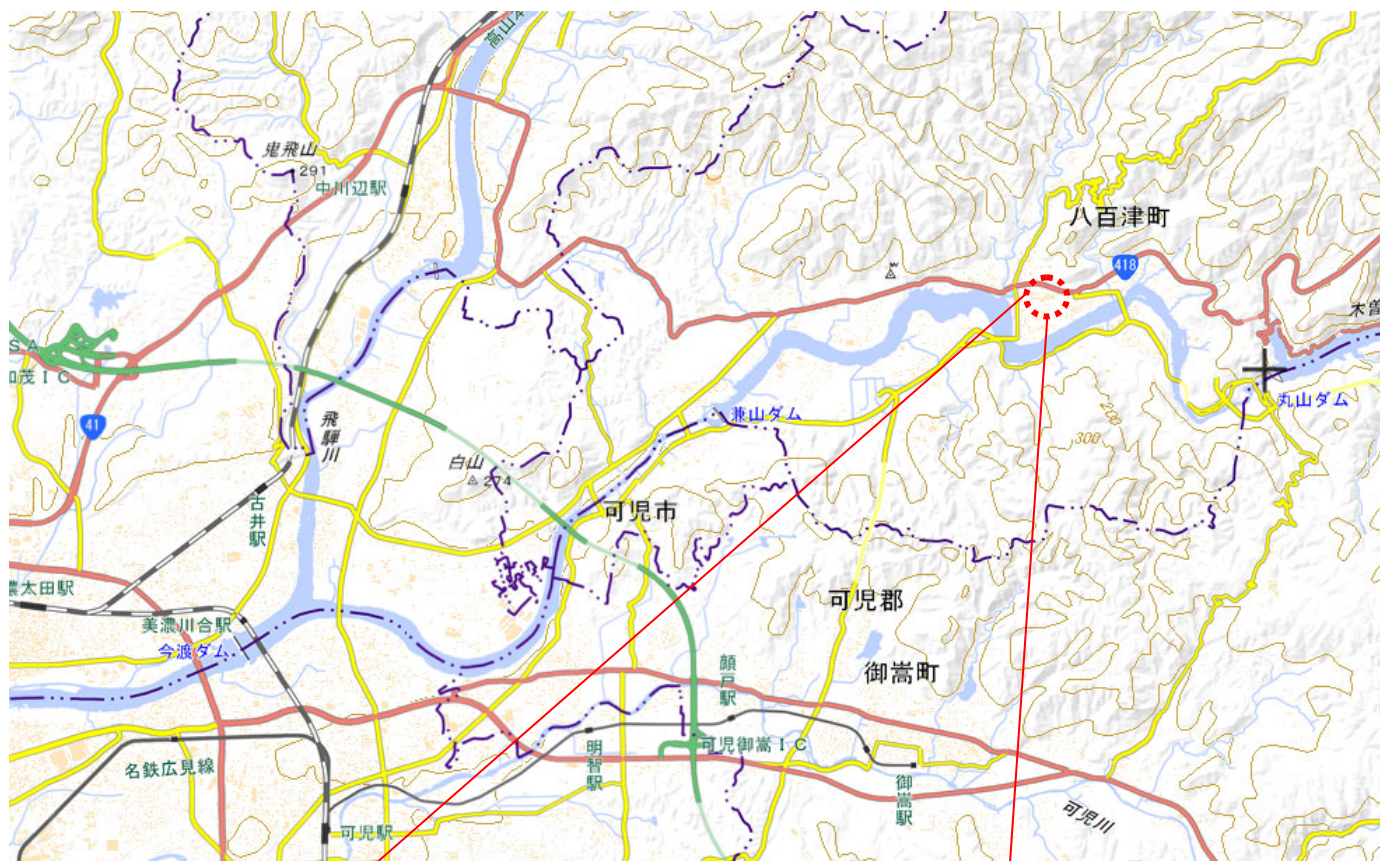 高山本
鬼飛山
291
中川辺駅
八百津町
418
木曽
SA
加茂IC
飛騨川
41
丸山ダム
200
300
兼山ダム
白山
274
古井駅
可児市
濃太田駅
美濃川合駅
今渡ダム
可児郡
御嵩町
顔戸駅
名鉄広見線
明智駅
可児御嵩IC
御嵩駅
可児川
可児駅